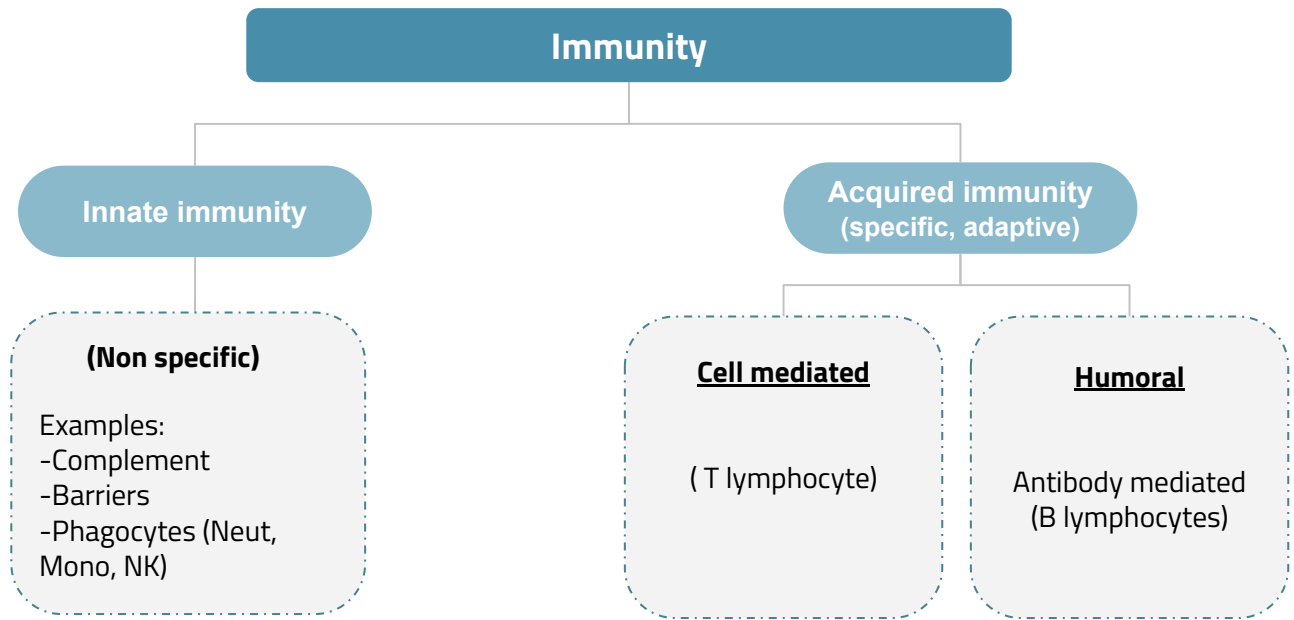 Immunity
Innate immunity
(Non specific)
Examples:
-Complement
-Barriers
-Phagocytes (Neut,
Mono, NK)
Acquired immunity
(specific, adaptive)
Cell mediated
( T lymphocyte)
Humoral
Antibody mediated
(B lymphocytes)